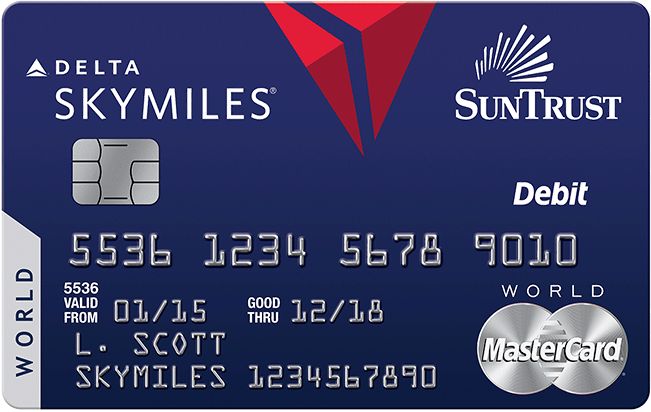 DELTA
SKYMILES®
SUNTRUST
Debit
5536 1234 5678 9010
5536
VALID FROM 01/15 GOOD THRU 12/18
WORLD
L. SCOTT
SKYMILES 1234567890
WORLD
MasterCard